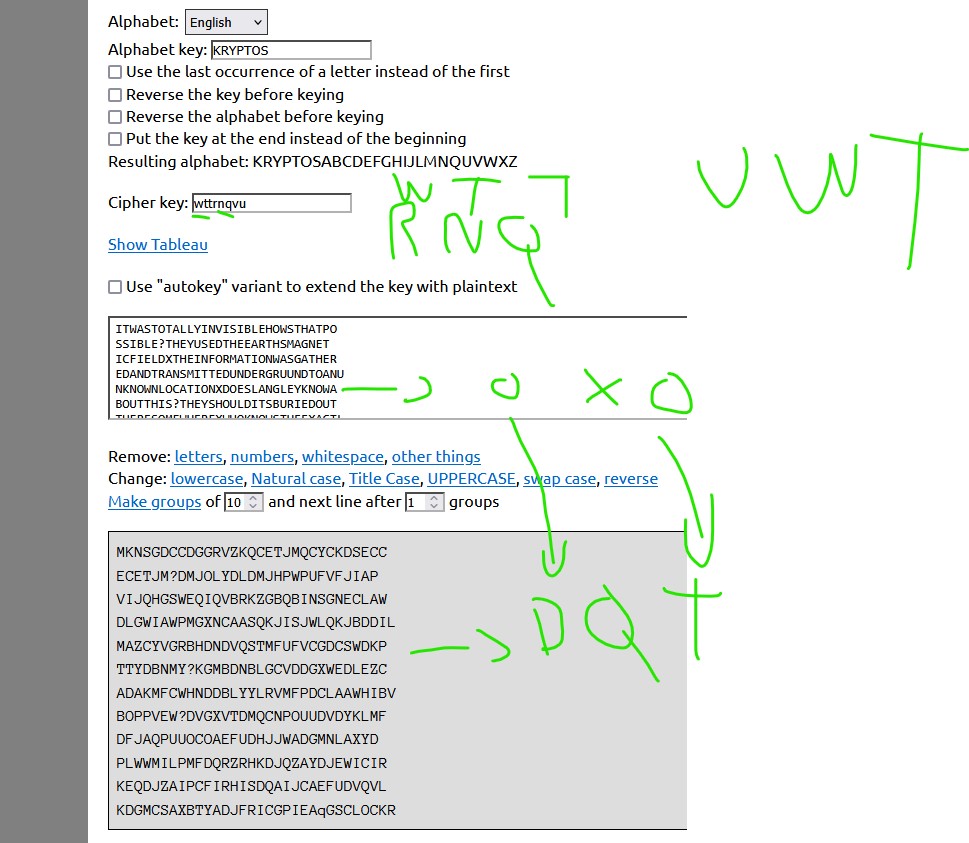 Alphabet: English
Alphabet key: KRYPTOS
Use the last occurrence of a letter instead of the first
Reverse the key before keying
Reverse the alphabet before keying
Put the key at the end instead of the beginning
Resulting alphabet: KRYPTOSABCDEFGHIJLMNQUVWXZ
V W T
W T T
Cipher key: wttrnqvu
R N Q
Show Tableau
Use "autokey" variant to extend the key with plaintext
ITWASTOTALLYINVISIBLEHOWSTHATPO
SSIBLE?THEYUSEDTHEEARTHSMAGNET
ICFIELDXTHEINFORMATIONWASGATHER
EDANDTRANSMITTEDUNDERGRUUNDTOANU
NKNOWNLOCATIONXDOESLANGLEYKNOWA
O X O
BOUTTHIS?THEYSHOULDITSBURIEDOUT
Remove: letters, numbers, whitespace, other things
Change: lowercase, Natural case, Title Case, UPPERCASE, swap case, reverse
Make groups of 10 and next line after 1 groups
MKNSGDCCDGGRVZKQCETJMQCYCKDSECC
ECETJM?DMJOLYDLDMJHPWPUFVFJIAP
VIJQHGSWEQIQVBRKZGBQBINSGNECLAW
DLGWIAWPMGXNCAASQKJISJWLQKJBDDIL
MAZCYVGRBHDNDVQSTMFUFVCGDCSWDKP
D Q T
TTYDBNMY?KGMBDNBLGCVDDGXWEDLEZC
ADAKMFCWHNDDBLYYLRVMFPDCLAAWHIBV
BOPPVEW?DVGXVTDMQCNPOUUDVDYKLMF
DFJAQPUUOCOAEFUDHJJWADGMNLAXYD
PLWWMILPMFDQRZRHKDJQZAYDJEWICIR
KEQDJZAIPCFIRHISDQAIJCAEFUDVQVL
KDGMCSAXBTYADJFRICGPIEAqGSCLOCKR